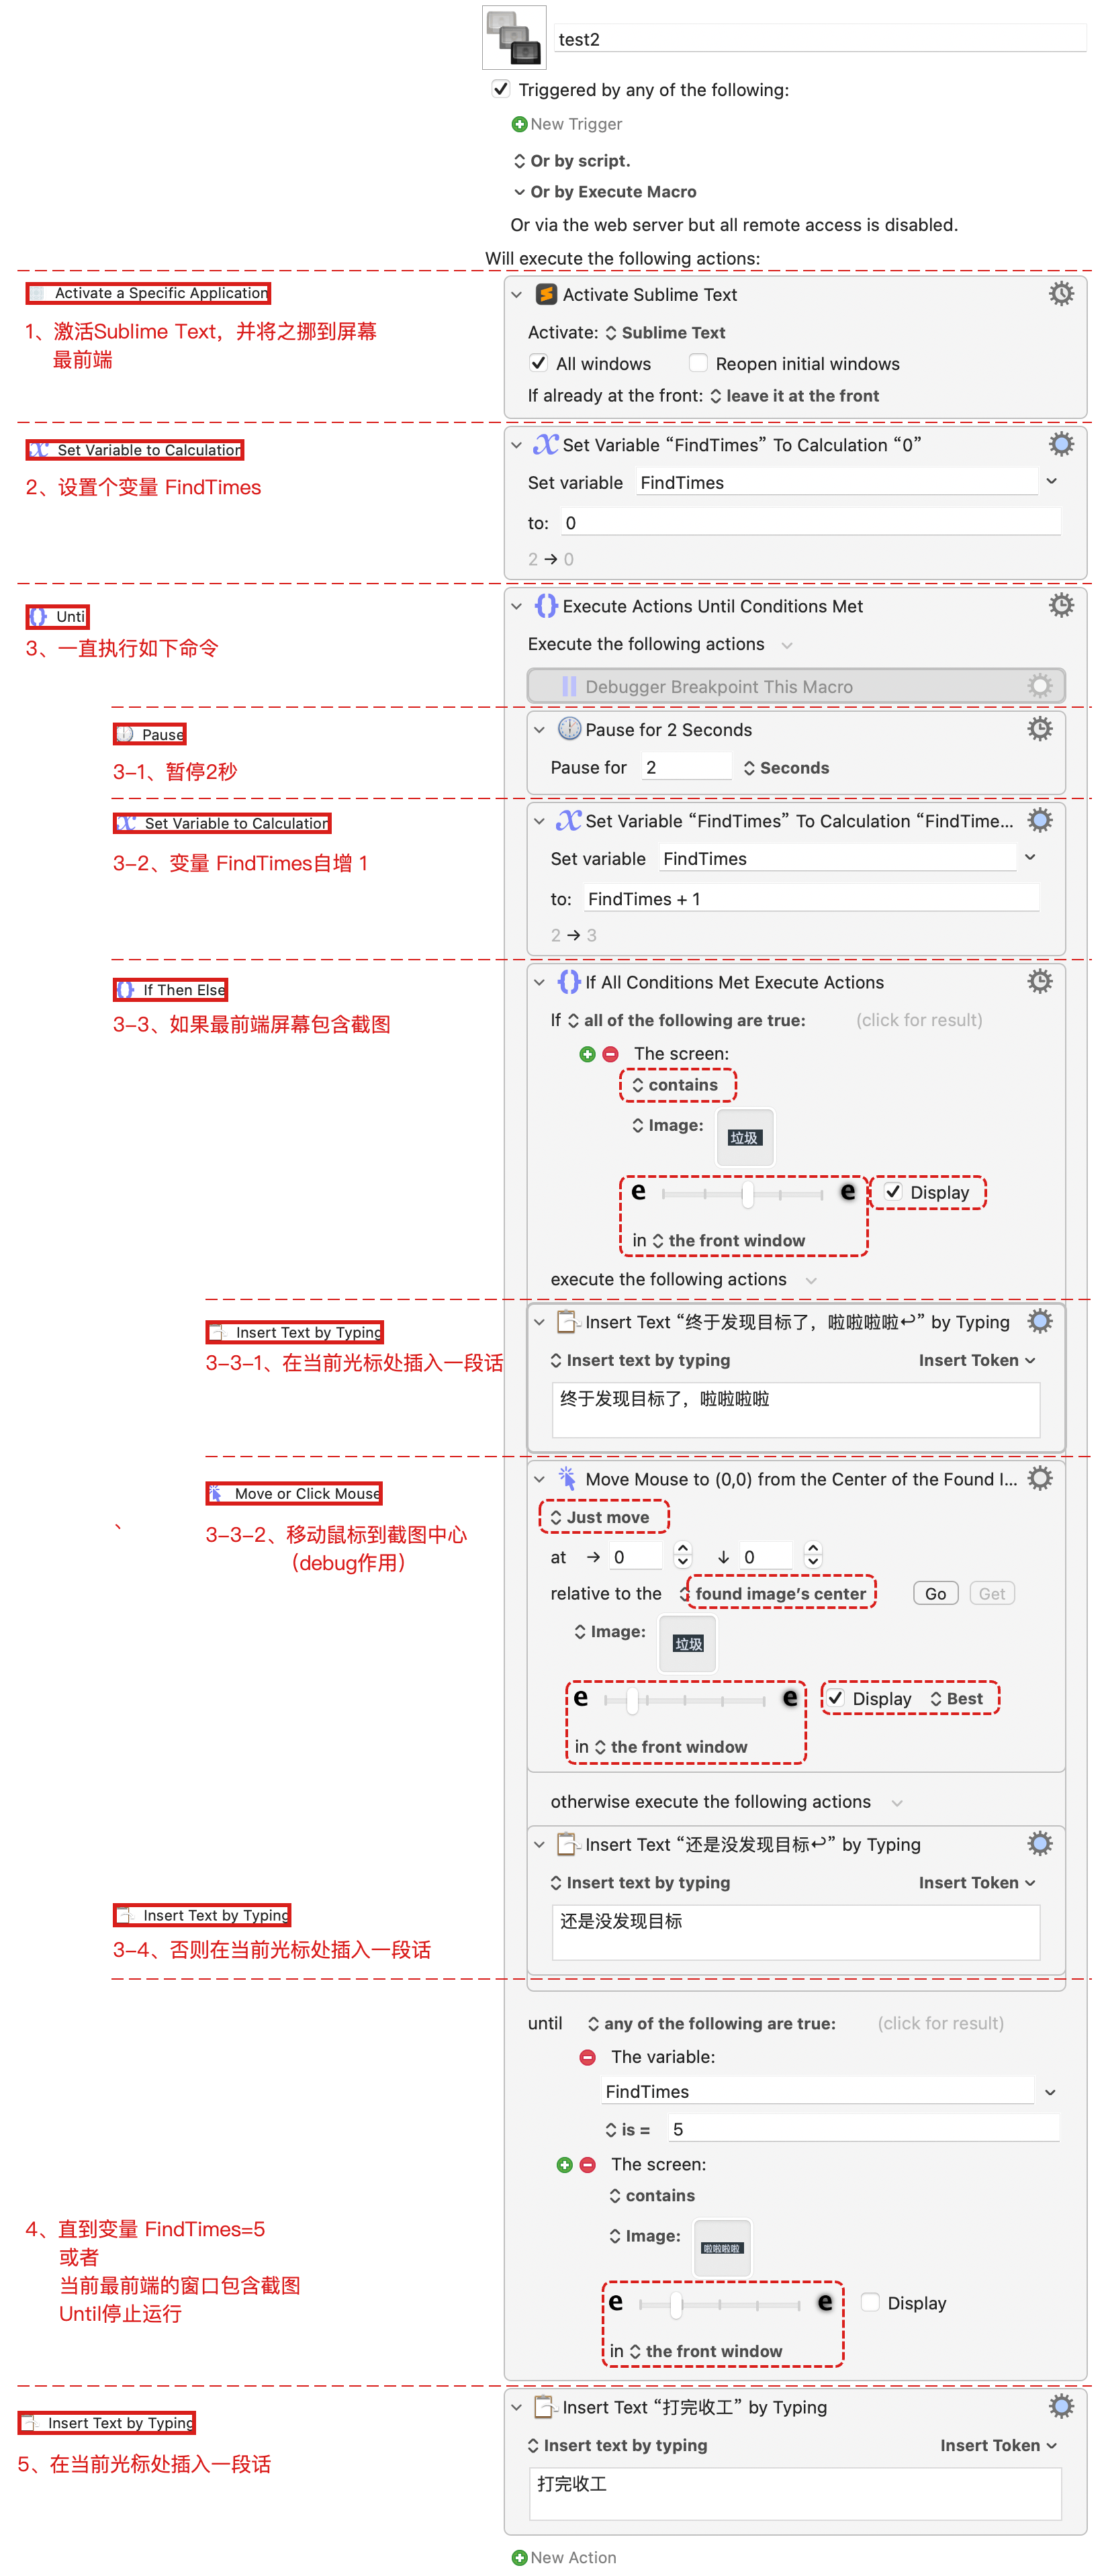 test2
Triggered by any of the following:
New Trigger
Or by script.
Or by Execute Macro
Or via the web server but all remote access is disabled.
Will execute the following actions:
Activate a Specific Application
1、激活Sublime Text，并将之挪到屏幕
最前端
Activate Sublime Text
Activate: Sublime Text
All windows Reopen initial windows
If already at the front: leave it at the front
Set Variable to Calculation
2、设置个变量 FindTimes
Set Variable “FindTimes” To Calculation “0”
Set variable FindTimes
to: 0
2 → 0
Until
3、一直执行如下命令
Execute Actions Until Conditions Met
Execute the following actions
Debugger Breakpoint This Macro
Pause
3-1、暂停2秒
Pause for 2 Seconds
Pause for 2 Seconds
Set Variable to Calculation
3-2、变量 FindTimes自增 1
Set Variable “FindTimes” To Calculation “FindTime...
Set variable FindTimes
to: FindTimes + 1
2 → 3
If Then Else
3-3、如果最前端屏幕包含截图
If All Conditions Met Execute Actions
If all of the following are true: (click for result)
The screen:
contains
Image: 垃圾
e e Display
in the front window
execute the following actions
Insert Text by Typing
3-3-1、在当前光标处插入一段话
Insert Text “终于发现目标了，啦啦啦啦↩” by Typing
Insert text by typing Insert Token
终于发现目标了，啦啦啦啦
Move or Click Mouse
、
3-3-2、移动鼠标到截图中心
（debug作用）
Move Mouse to (0,0) from the Center of the Found I...
Just move
at → 0 ↓ 0
relative to the found image’s center Go Get
Image: 垃圾
e e Display Best
in the front window
otherwise execute the following actions
Insert Text “还是没发现目标↩” by Typing
Insert text by typing Insert Token
还是没发现目标
Insert Text by Typing
3-4、否则在当前光标处插入一段话
until any of the following are true: (click for result)
The variable:
FindTimes
is = 5
The screen:
contains
Image: 啦啦啦啦
e e Display
in the front window
4、直到变量 FindTimes=5
或者
当前最前端的窗口包含截图
Until停止运行
Insert Text by Typing
5、在当前光标处插入一段话
Insert Text “打完收工” by Typing
Insert text by typing Insert Token
打完收工
New Action